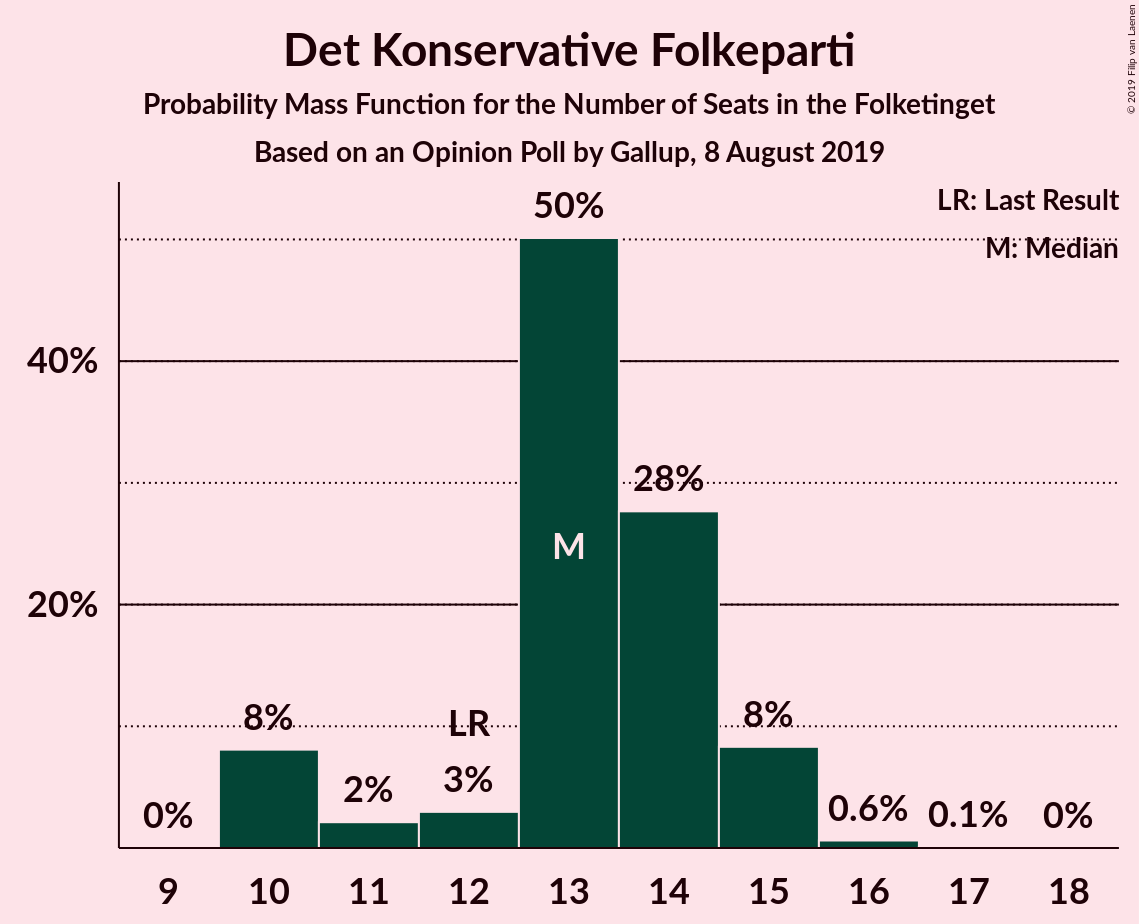 Det Konservative Folkeparti
Probability Mass Function for the Number of Seats in the Folketinget
Based on an Opinion Poll by Gallup, 8 August 2019
© 2019 Filip van Laenen
LR: Last Result
M: Median
50%
40%
28%
M
20%
8%
LR
8%
3%
2%
0%
0.6%
0.1%
0%
9 10 11 12 13 14 15 16 17 18